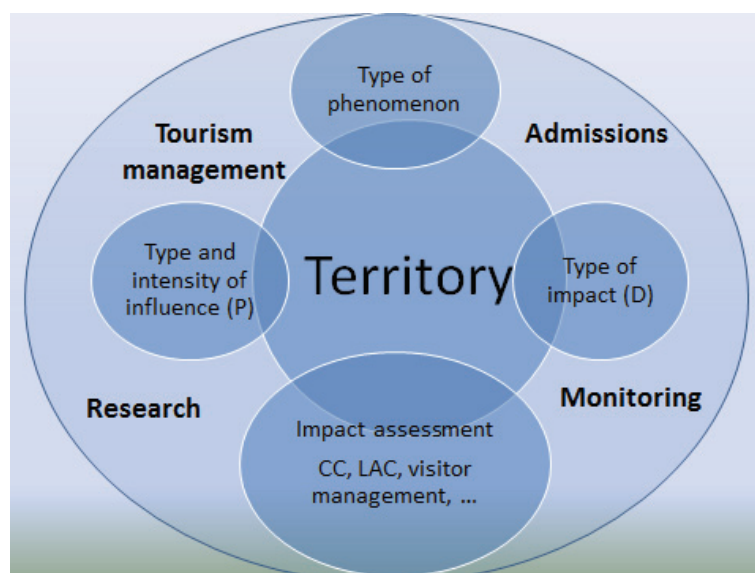 Type of
phenomenon
Tourism
management
Admissions
Type and
intensity of
influence (P)
Territory
Type of
impact (D)
Research
Monitoring
Impact assessment
CC, LAC, visitor
management, ...